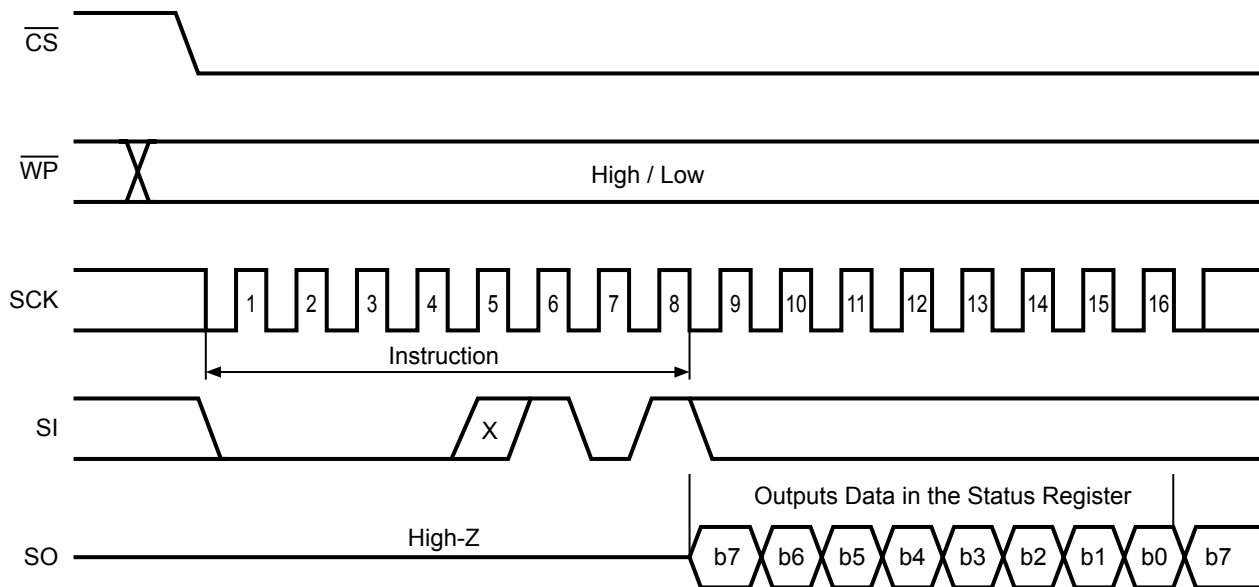 CS
WP
High / Low
SCK
1 2 3 4 5 6 7 8 9 10 11 12 13 14 15 16
Instruction
SI
X
Outputs Data in the Status Register
High-Z
SO
b7 b6 b5 b4 b3 b2 b1 b0 b7